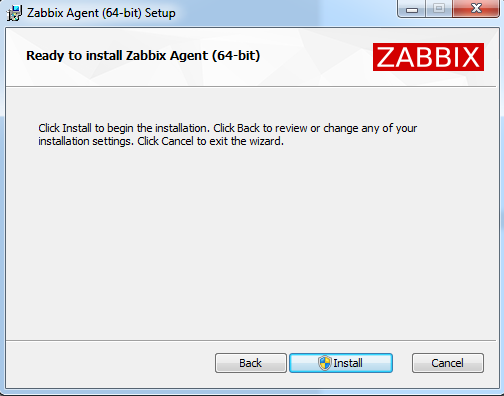 Zabbix Agent (64-bit) Setup
Ready to install Zabbix Agent (64-bit)
ZABBIX
Click Install to begin the installation. Click Back to review or change any of your
installation settings. Click Cancel to exit the wizard.
Back
Install
Cancel